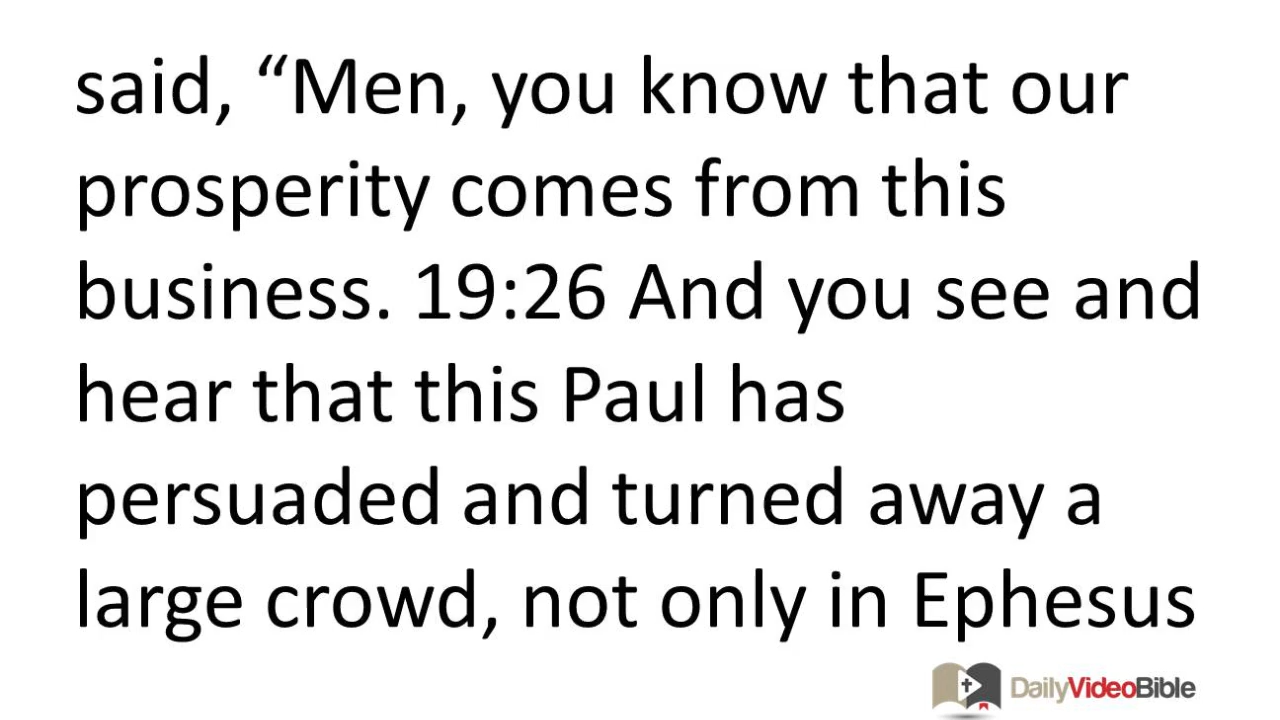 said, “Men, you know that our
prosperity comes from this
business. 19:26 And you see and
hear that this Paul has
persuaded and turned away a
large crowd, not only in Ephesus
DailyVideoBible